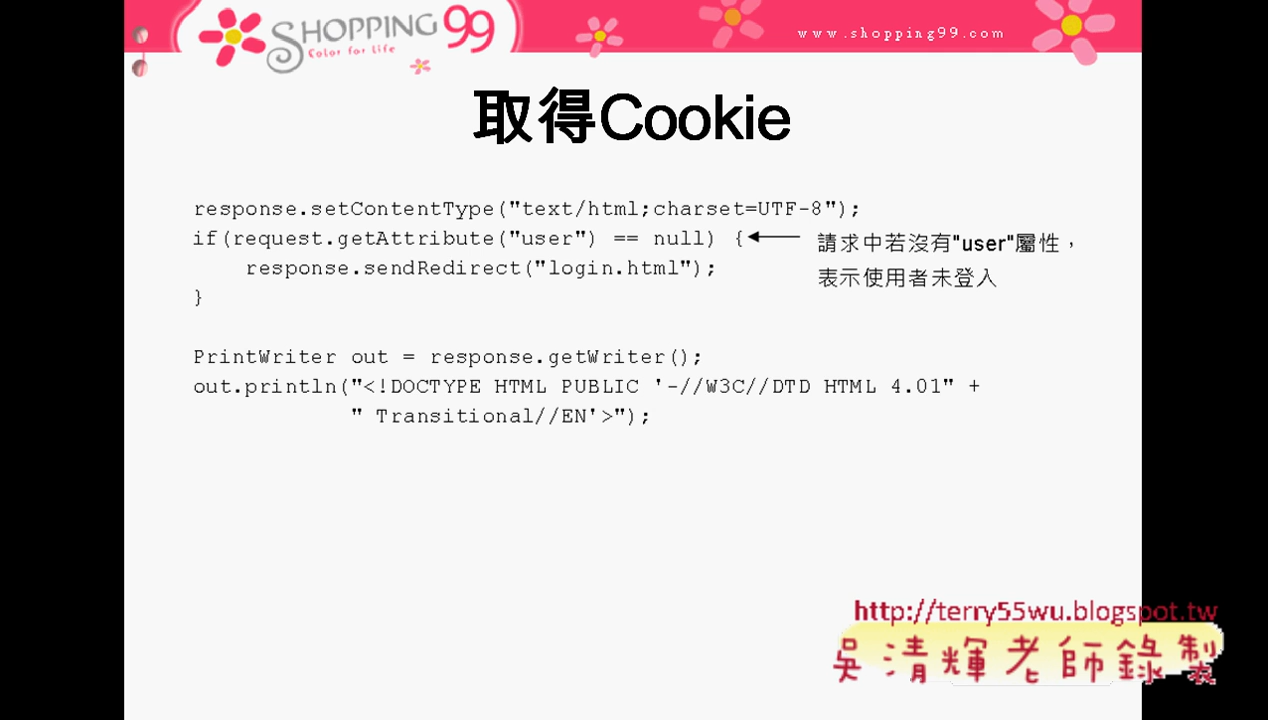 SHOPPING 99
Color for Life
www.shopping99.com
取得Cookie
response.setContentType("text/html;charset=UTF-8");
if(request.getAttribute("user") == null) {
請求中若沒有"user"屬性，
表示使用者未登入
response.sendRedirect("login.html");
}
PrintWriter out = response.getWriter();
out.println("<!DOCTYPE HTML PUBLIC '-//W3C//DTD HTML 4.01" +
" Transitional//EN'>");
http://terry55wu.blogspot.tw
吳清輝老師錄製